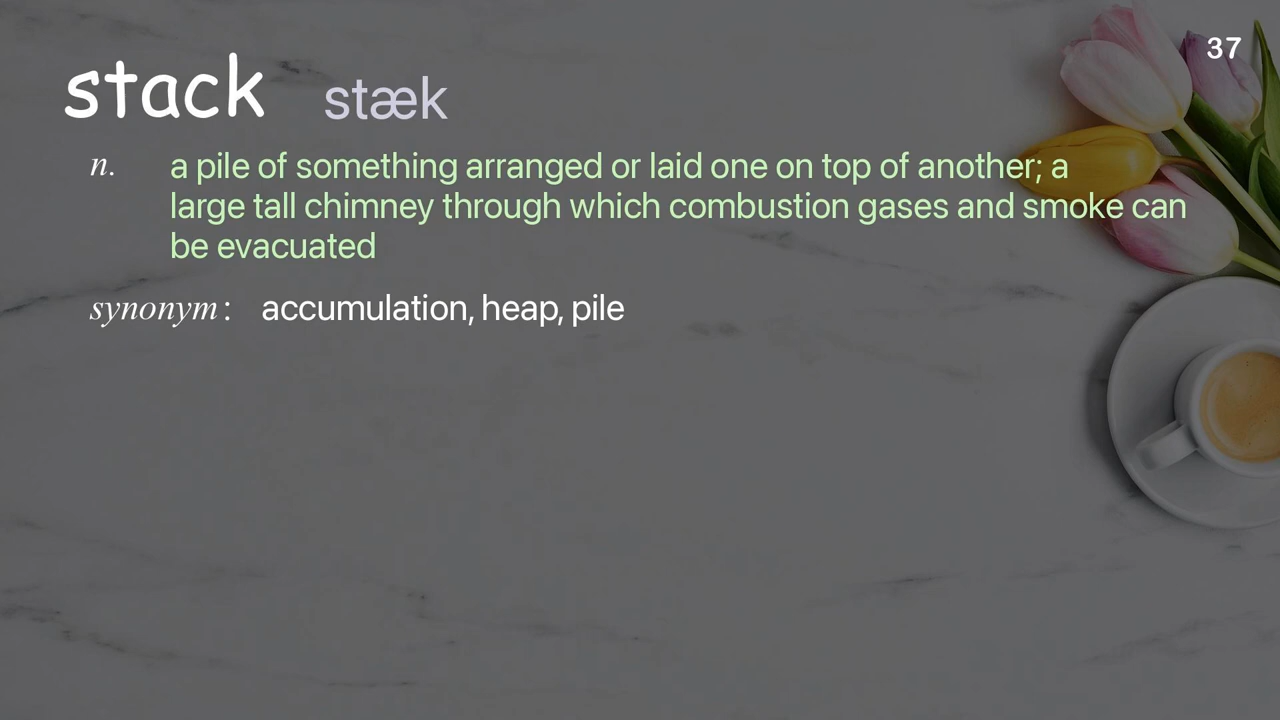 37
stack stæk
n. a pile of something arranged or laid one on top of another; a
large tall chimney through which combustion gases and smoke can
be evacuated
synonym: accumulation, heap, pile